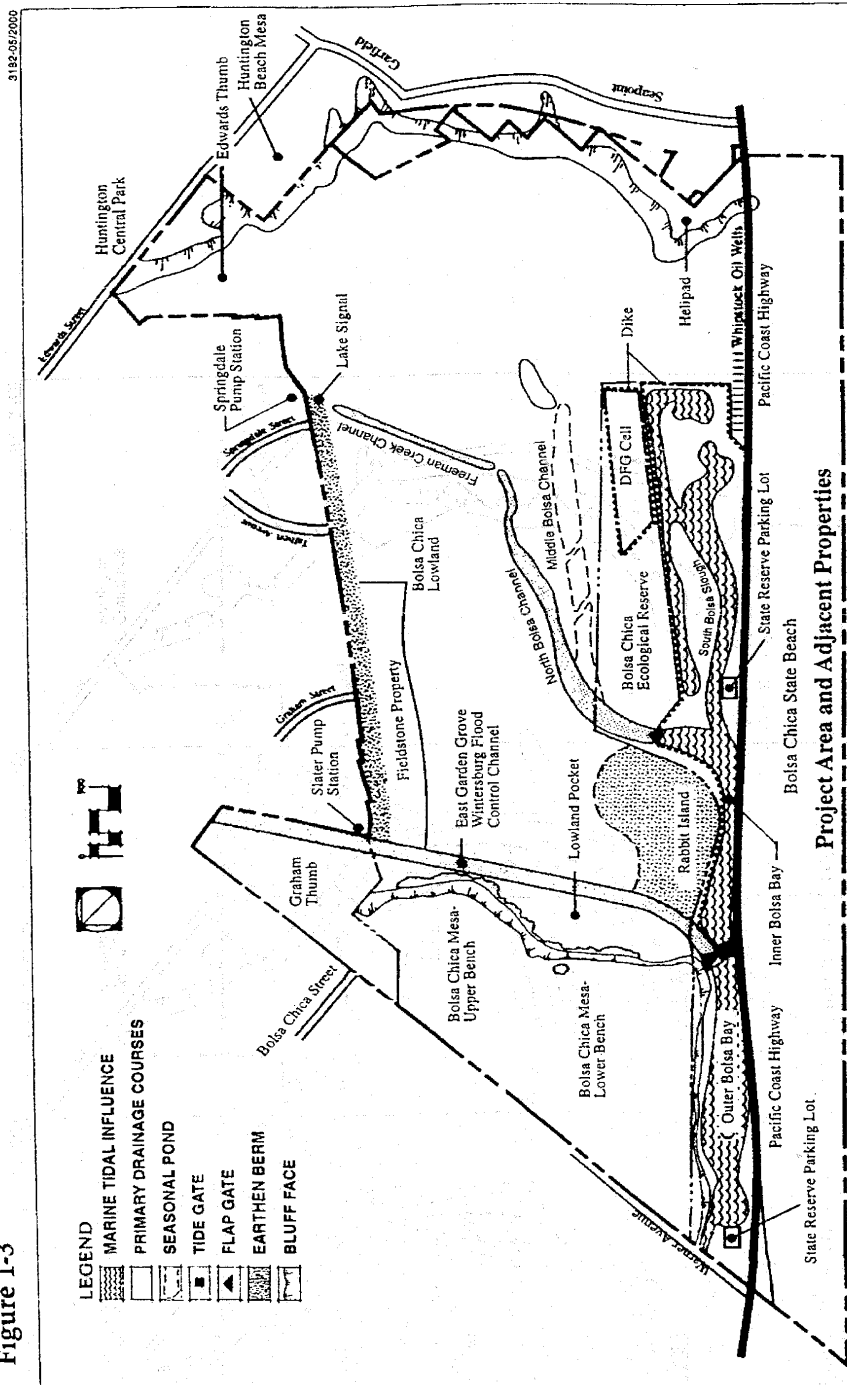 3192-05/2000
Figure 1-3
LEGEND
MARINE TIDAL INFLUENCE
PRIMARY DRAINAGE COURSES
SEASONAL POND
TIDE GATE
FLAP GATE
EARTHEN BERM
BLUFF FACE
Bolsa Chica Street
Graham
Thumb
Slater Pump
Station
Graham Street
Springdale Street
Springdale
Pump Station
Edwards Street
Huntington
Central Park
Edwards Thumb
Huntington
Beach Mesa
Garfield
Seapoint
Lake Signal
Bolsa Chica
Lowland
Fieldstone Property
Freeman Creek Channel
East Garden Grove
Wintersburg Flood
Control Channel
Bolsa Chica Mesa-
Upper Bench
Lowland Pocket
Bolsa Chica Mesa-
Lower Bench
North Bolsa Channel
Middle Bolsa Channel
Helipad
Dike
DFG Cell
Bolsa Chica
Ecological Reserve
Rabbit Island
South Bolsa Slough
Outer Bolsa Bay
Whipstock Oil Wells
Warner Avenue
Pacific Coast Highway
State Reserve Parking Lot
Inner Bolsa Bay
Bolsa Chica State Beach
State Reserve Parking Lot
Pacific Coast Highway
Project Area and Adjacent Properties